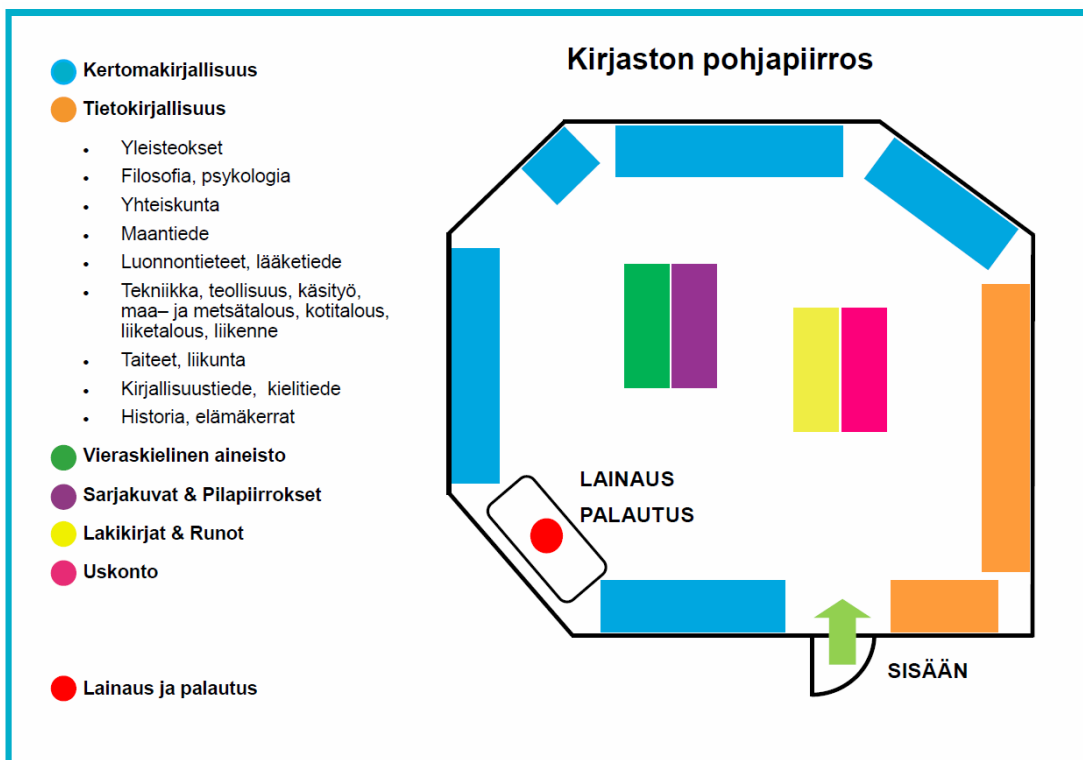 Kirjaston pohjapiirros
Kertomakirjallisuus
Tietokirjallisuus
• Yleisteokset
• Filosofia, psykologia
• Yhteiskunta
• Maantiede
• Luonnontieteet, lääketiede
• Tekniikka, teollisuus, käsityö,
maa– ja metsätalous, kotitalous,
liiketalous, liikenne
• Taiteet, liikunta
• Kirjallisuustiede, kielitiede
• Historia, elämäkerrat
Vieraskielinen aineisto
Sarjakuvat & Pilapiirrokset
Lakikirjat & Runot
Uskonto
Lainaus ja palautus
LAINAUS
PALAUTUS
SISÄÄN